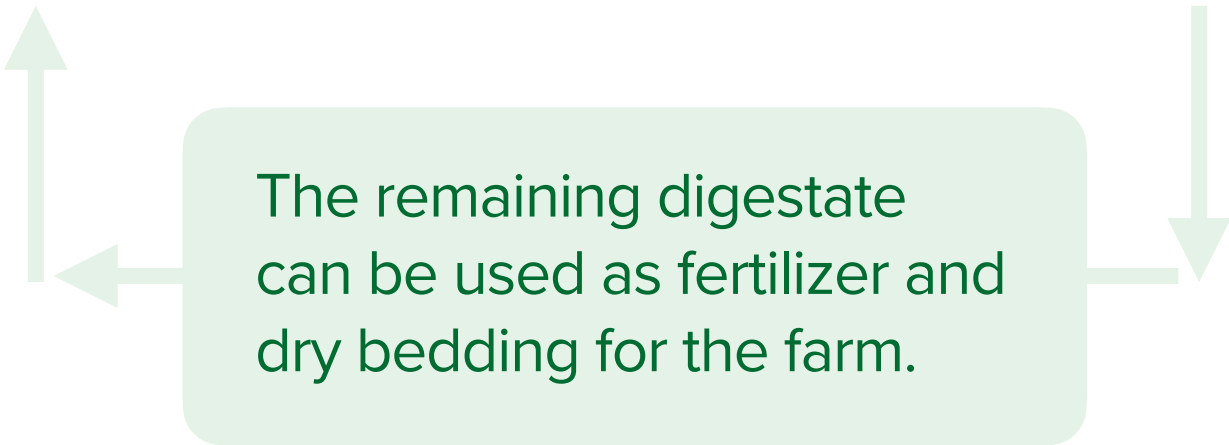 The remaining digestate
can be used as fertilizer and
dry bedding for the farm.